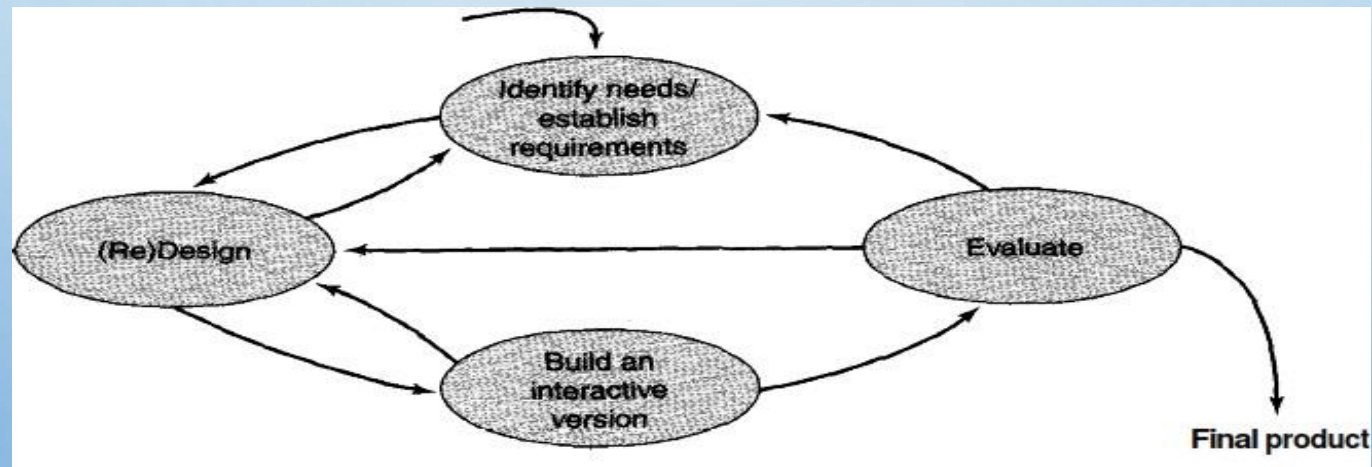 Identify needs/
establish
requirements
(Re)Design
Evaluate
Build an
interactive
version
Final product